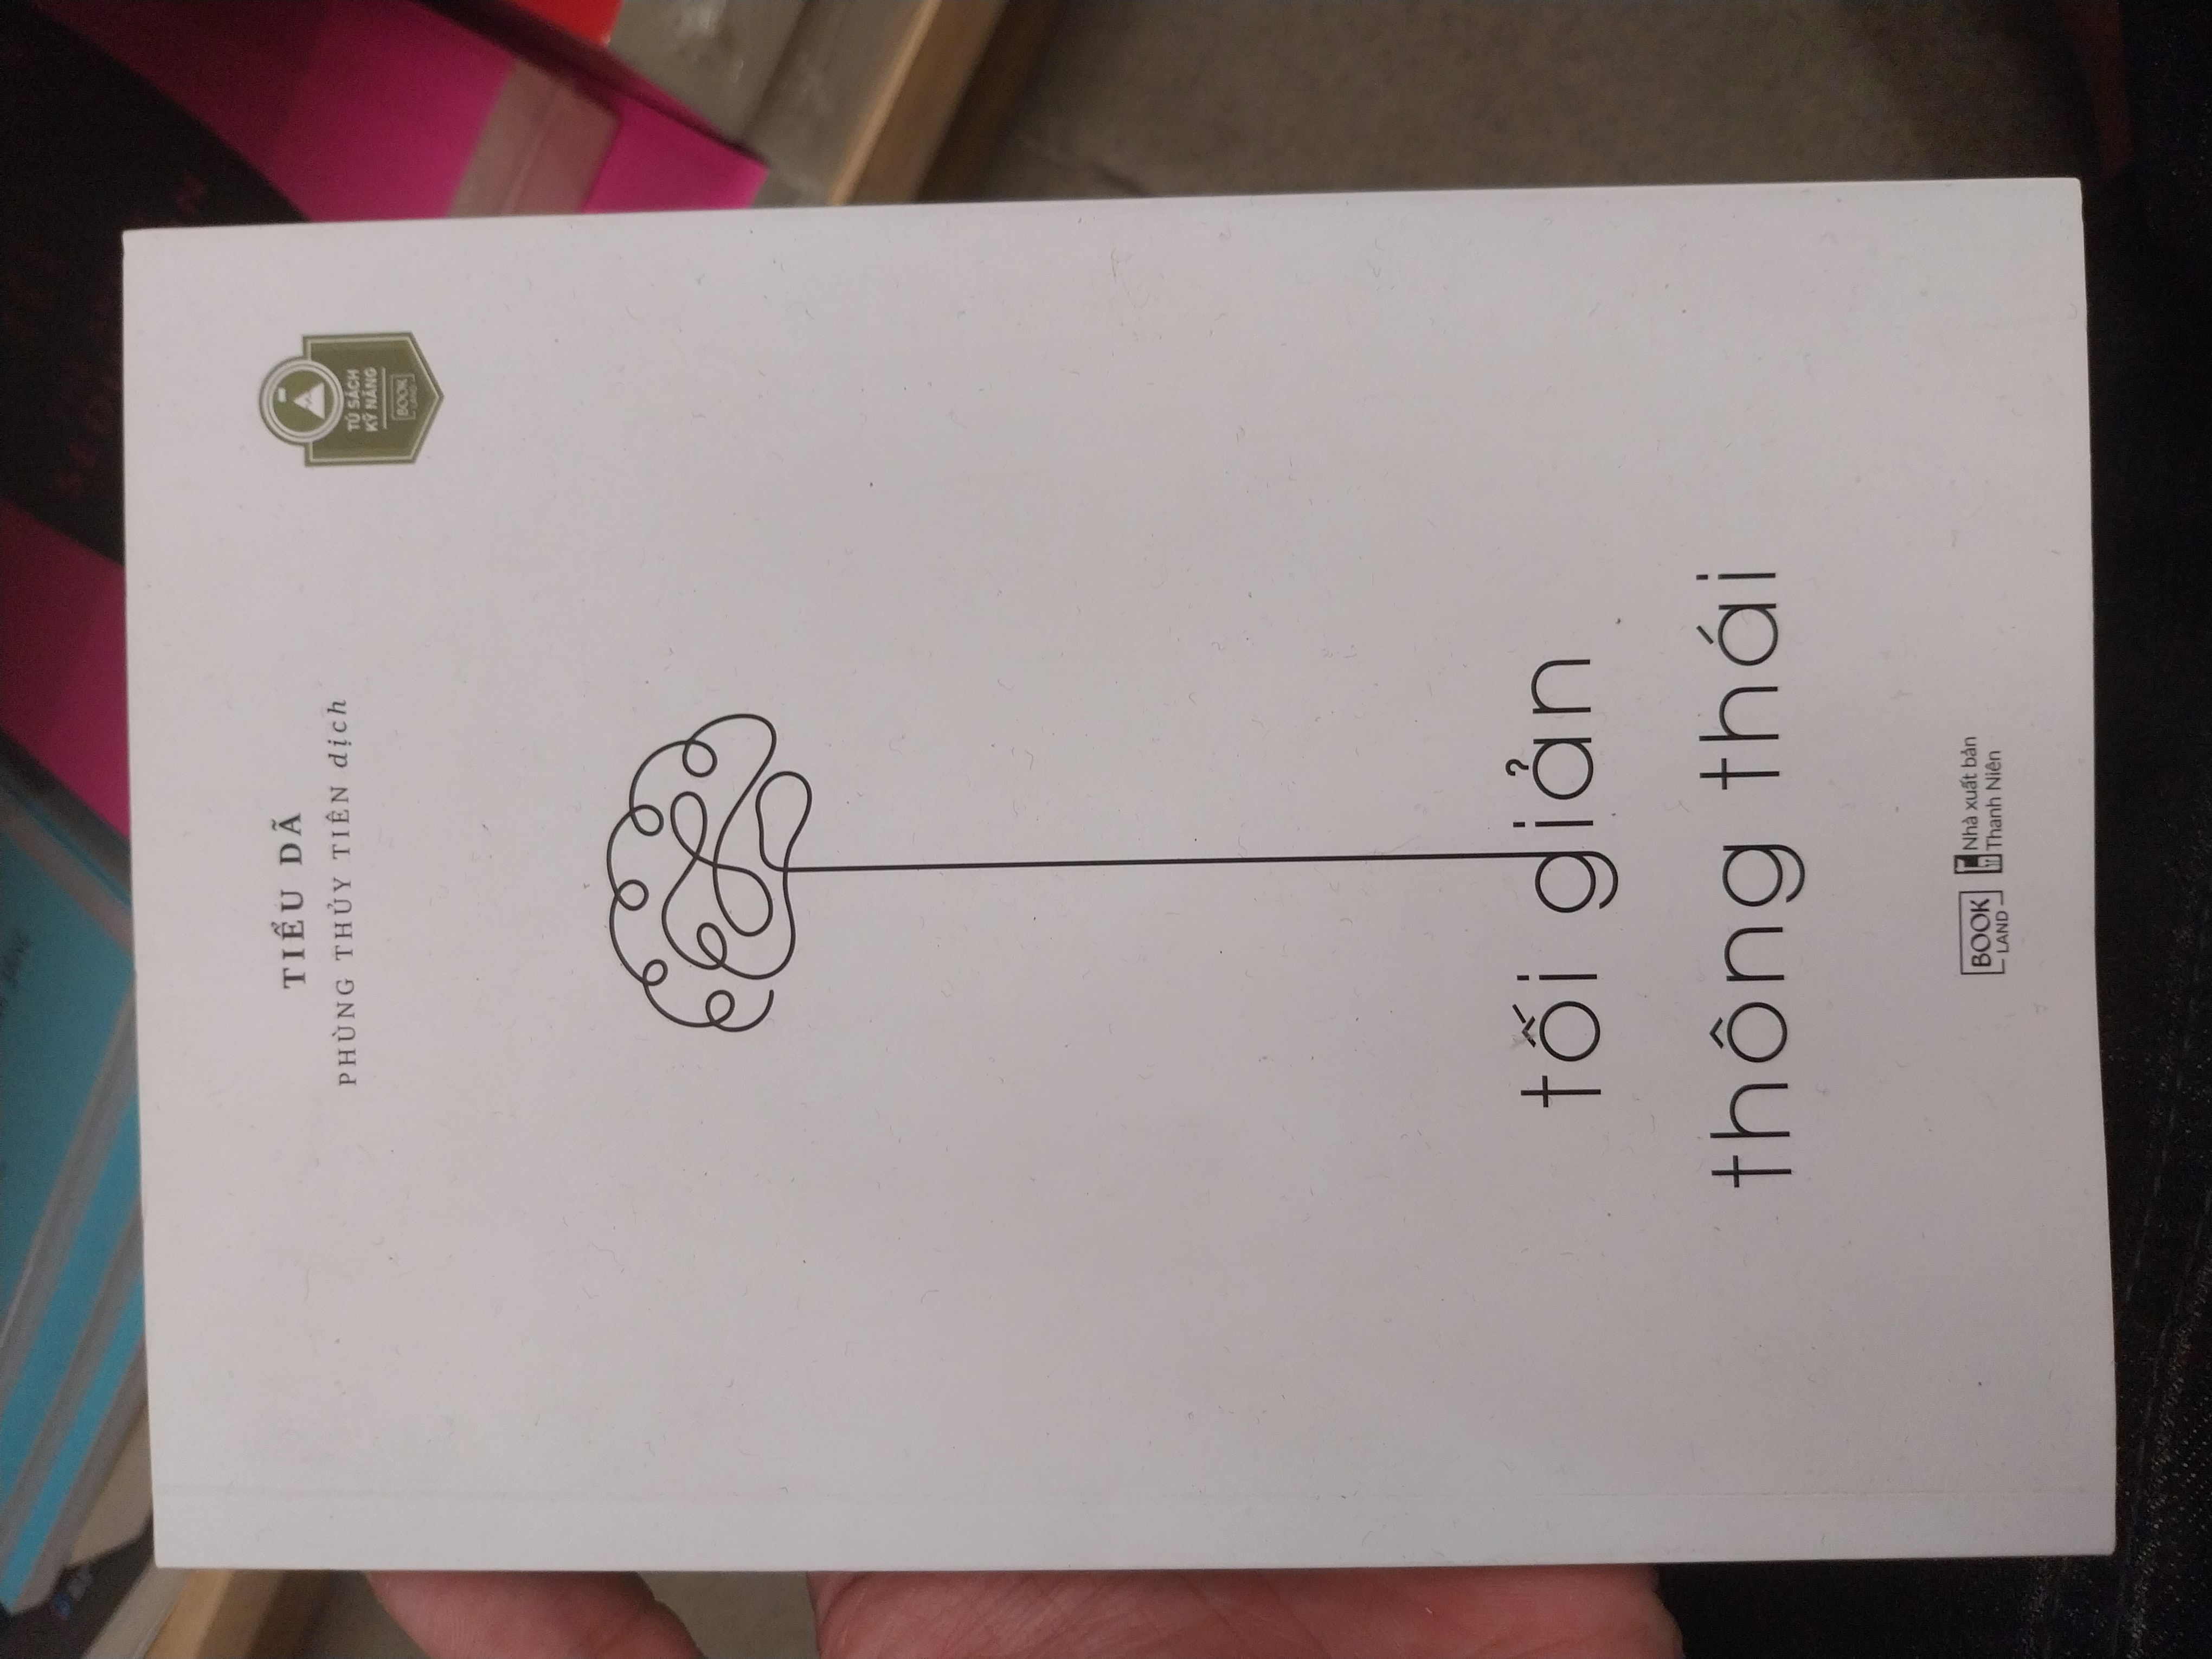 TIỂU DÃ
PHÙNG THỦY TIÊN dịch
TỦ SÁCH
KỸ NĂNG
BOOK
LAND
tối giản
thông thái
BOOK
LAND
Nhà xuất bản
Thanh Niên